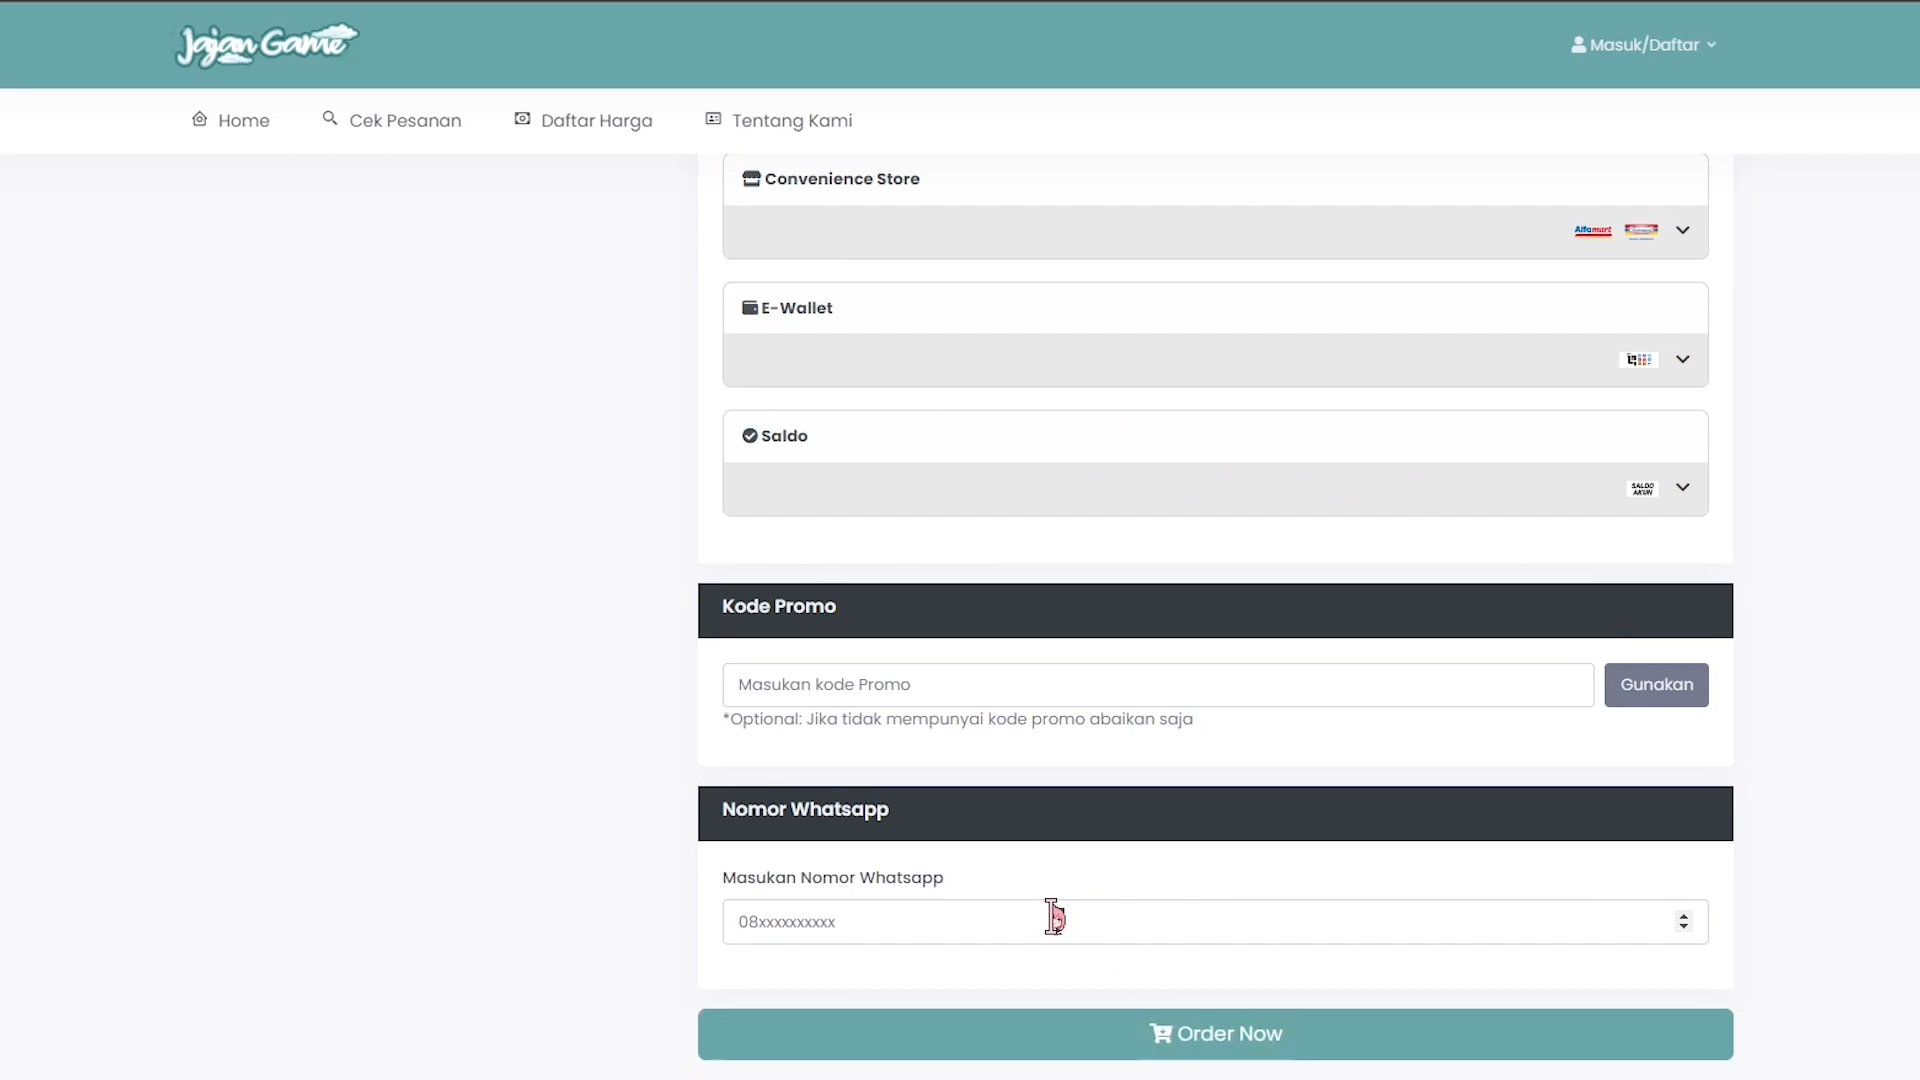 Jajan Game
Masuk/Daftar
Home
Cek Pesanan
Daftar Harga
Tentang Kami
Convenience Store
Alfamart
E-Wallet
Saldo
SALDO
AKUN
Kode Promo
Masukan kode Promo
Gunakan
*Optional: Jika tidak mempunyai kode promo abaikan saja
Nomor Whatsapp
Masukan Nomor Whatsapp
08xxxxxxxxxx
Order Now